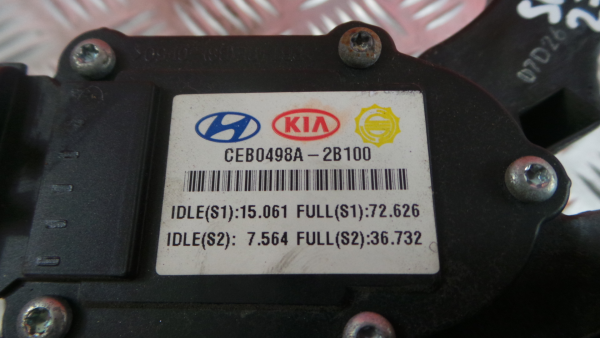 KIA
CEB0498A-2B100
IDLE(S1):15.061 FULL(S1):72.626
IDLE(S2): 7.564 FULL(S2):36.732
07D26